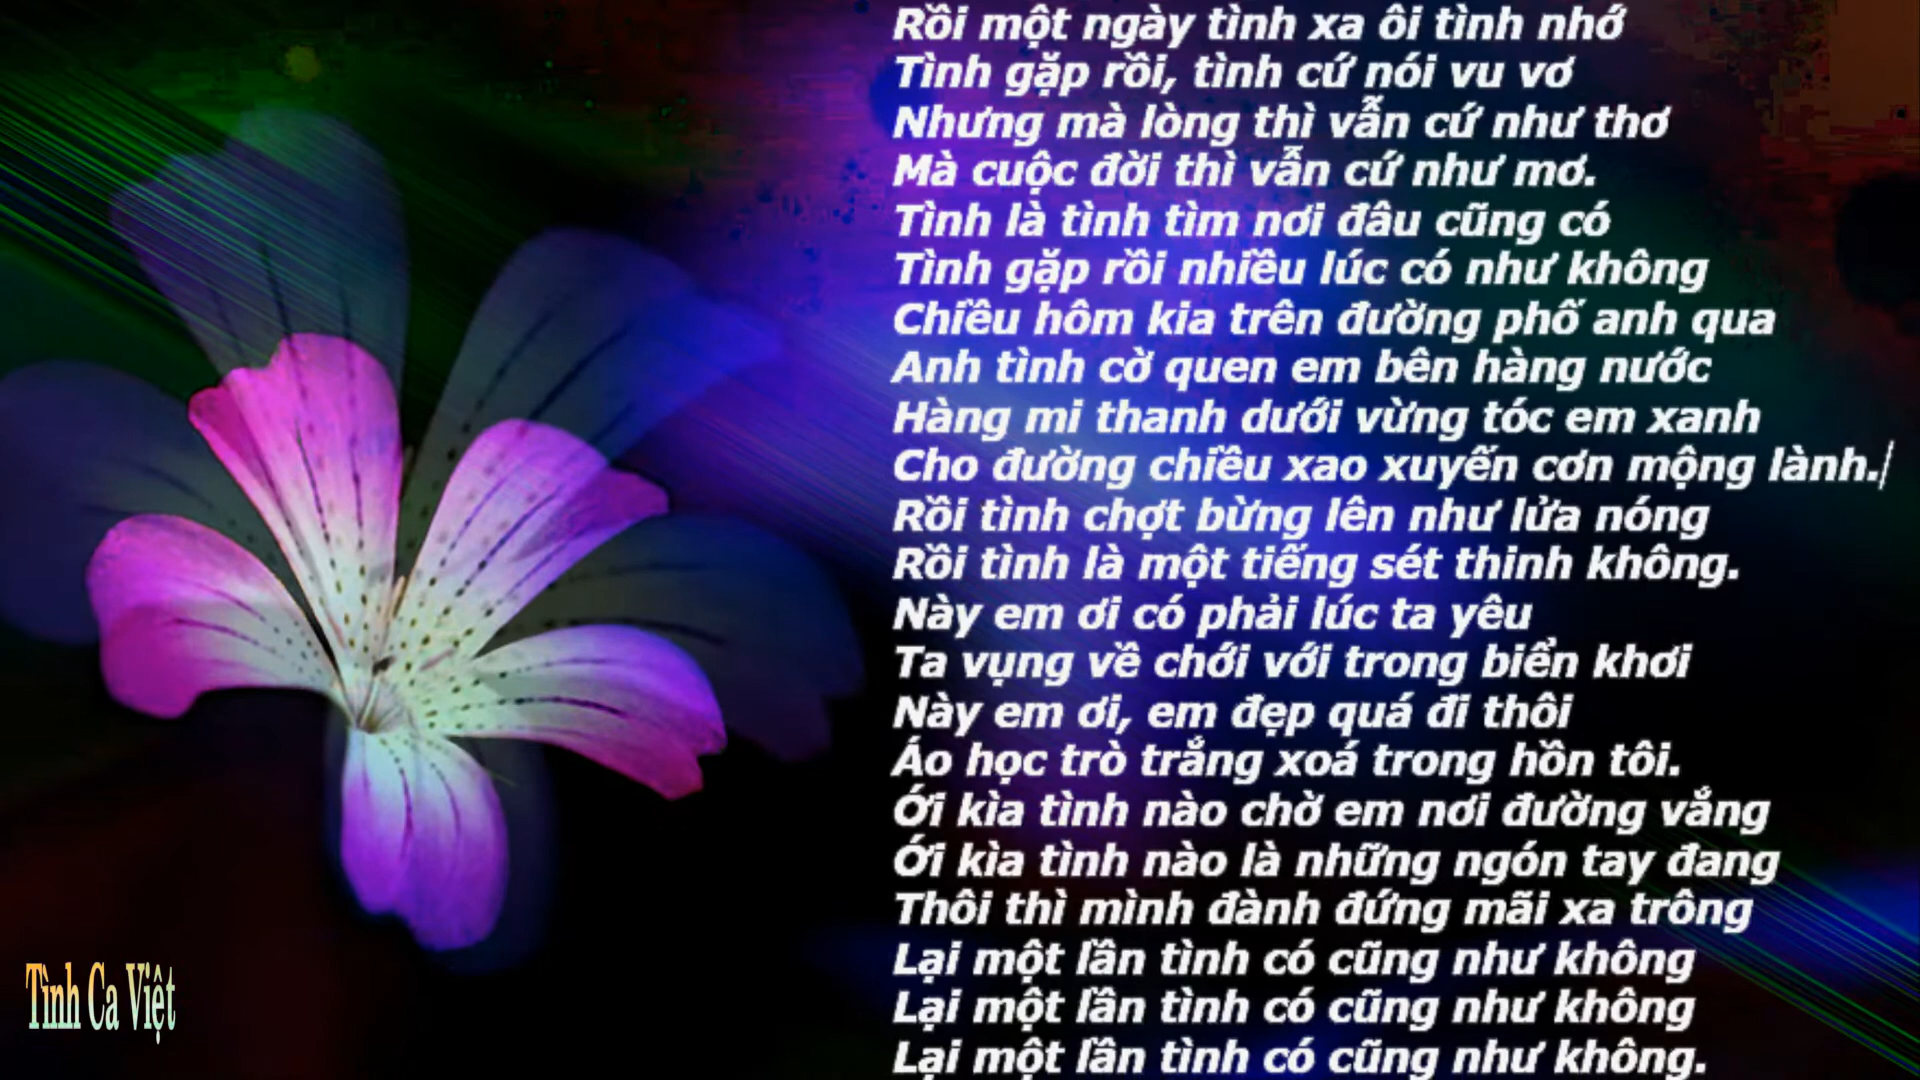 Rồi một ngày tình xa ôi tình nhớ
Tình gặp rồi, tình cứ nói vu vơ
Nhưng mà lòng thì vẫn cứ như thơ
Mà cuộc đời thì vẫn cứ như mơ.
Tình là tình tìm nơi đâu cũng có
Tình gặp rồi nhiều lúc có như không
Chiều hôm kia trên đường phố anh qua
Anh tình cờ quen em bên hàng nước
Hàng mi thanh dưới vừng tóc em xanh
Cho đường chiều xao xuyến cơn mộng lành./
Rồi tình chợt bừng lên như lửa nóng
Rồi tình là một tiếng sét thinh không.
Này em ơi có phải lúc ta yêu
Ta vụng về chới với trong biển khơi
Này em ơi, em đẹp quá đi thôi
Áo học trò trắng xoá trong hồn tôi.
Ới kìa tình nào chờ em nơi đường vắng
Ới kìa tình nào là những ngón tay đang
Thôi thì mình đành đứng mãi xa trông
Lại một lần tình có cũng như không
Lại một lần tình có cũng như không
Lại một lần tình có cũng như không.
Tình Ca Việt